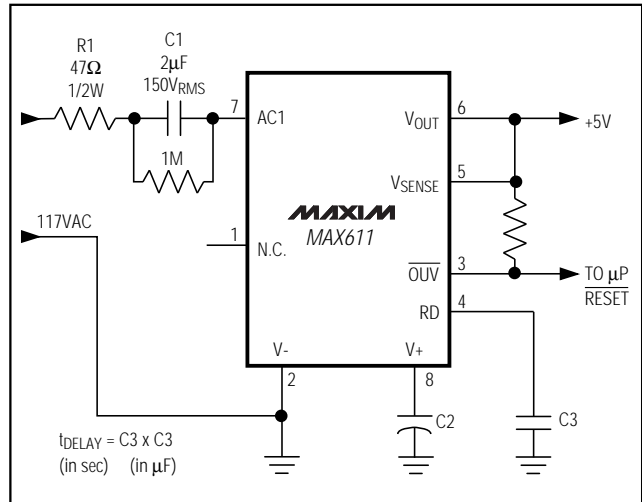 R1
47Ω
1/2W
C1
2µF
150VRMS
7
AC1
1M
117VAC
1
N.C.
MAXIM
MAX611
VOUT
6
+5V
VSENSE
5
OUV
3
TO µP
RESET
RD
4
V-
2
V+
8
C2
C3
tDELAY = C3 x C3
(in sec) (in µF)